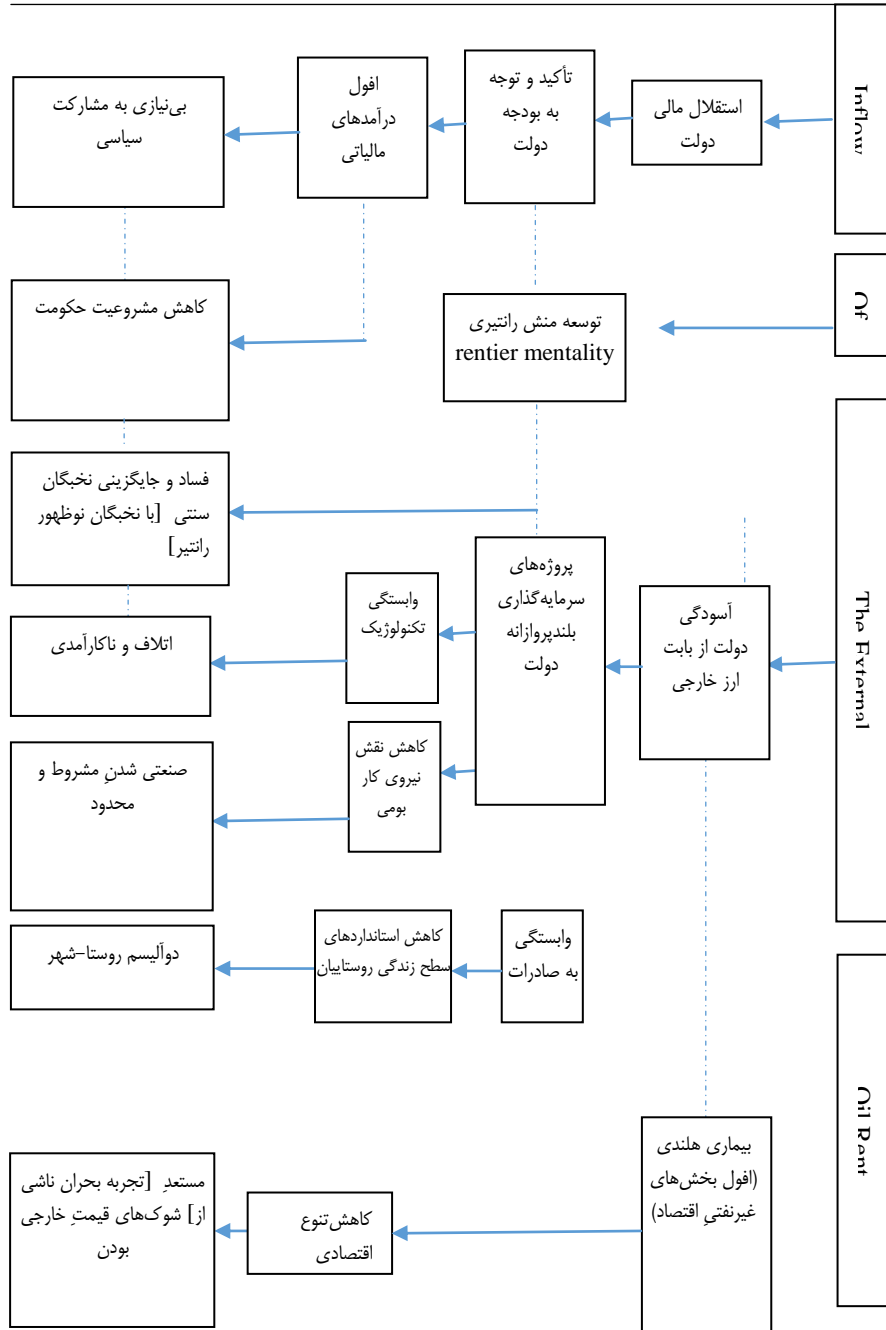 Inflow
Of
The External
Oil Rent
استقلال مالی
دولت
تأکید و توجه
به بودجه
دولت
افول
درآمدهای
مالیاتی
بی‌نیازی به مشارکت
سیاسی
توسعه منش رانتیری
rentier mentality
کاهش مشروعیت حکومت
فساد و جایگزینی نخبگان
سنتی [با نخبگان نوظهور
رانتیر]
آسودگی
دولت از بابت
ارز خارجی
پروژه‌های
سرمایه‌گذاری
بلندپروازانه
دولت
وابستگی
تکنولوژیک
اتلاف و ناکارآمدی
کاهش نقش
نیروی کار
بومی
صنعتی شدنِ مشروط و
محدود
وابستگی
به صادرات
کاهش استانداردهای
سطح زندگی روستاییان
دوآلیسم روستا–شهر
بیماری هلندی
(افول بخش‌های
غیرنفتیِ اقتصاد)
کاهش تنوع
اقتصادی
مستعدِ [تجربه بحران ناشی
از] شوک‌های قیمتِ خارجی
بودن